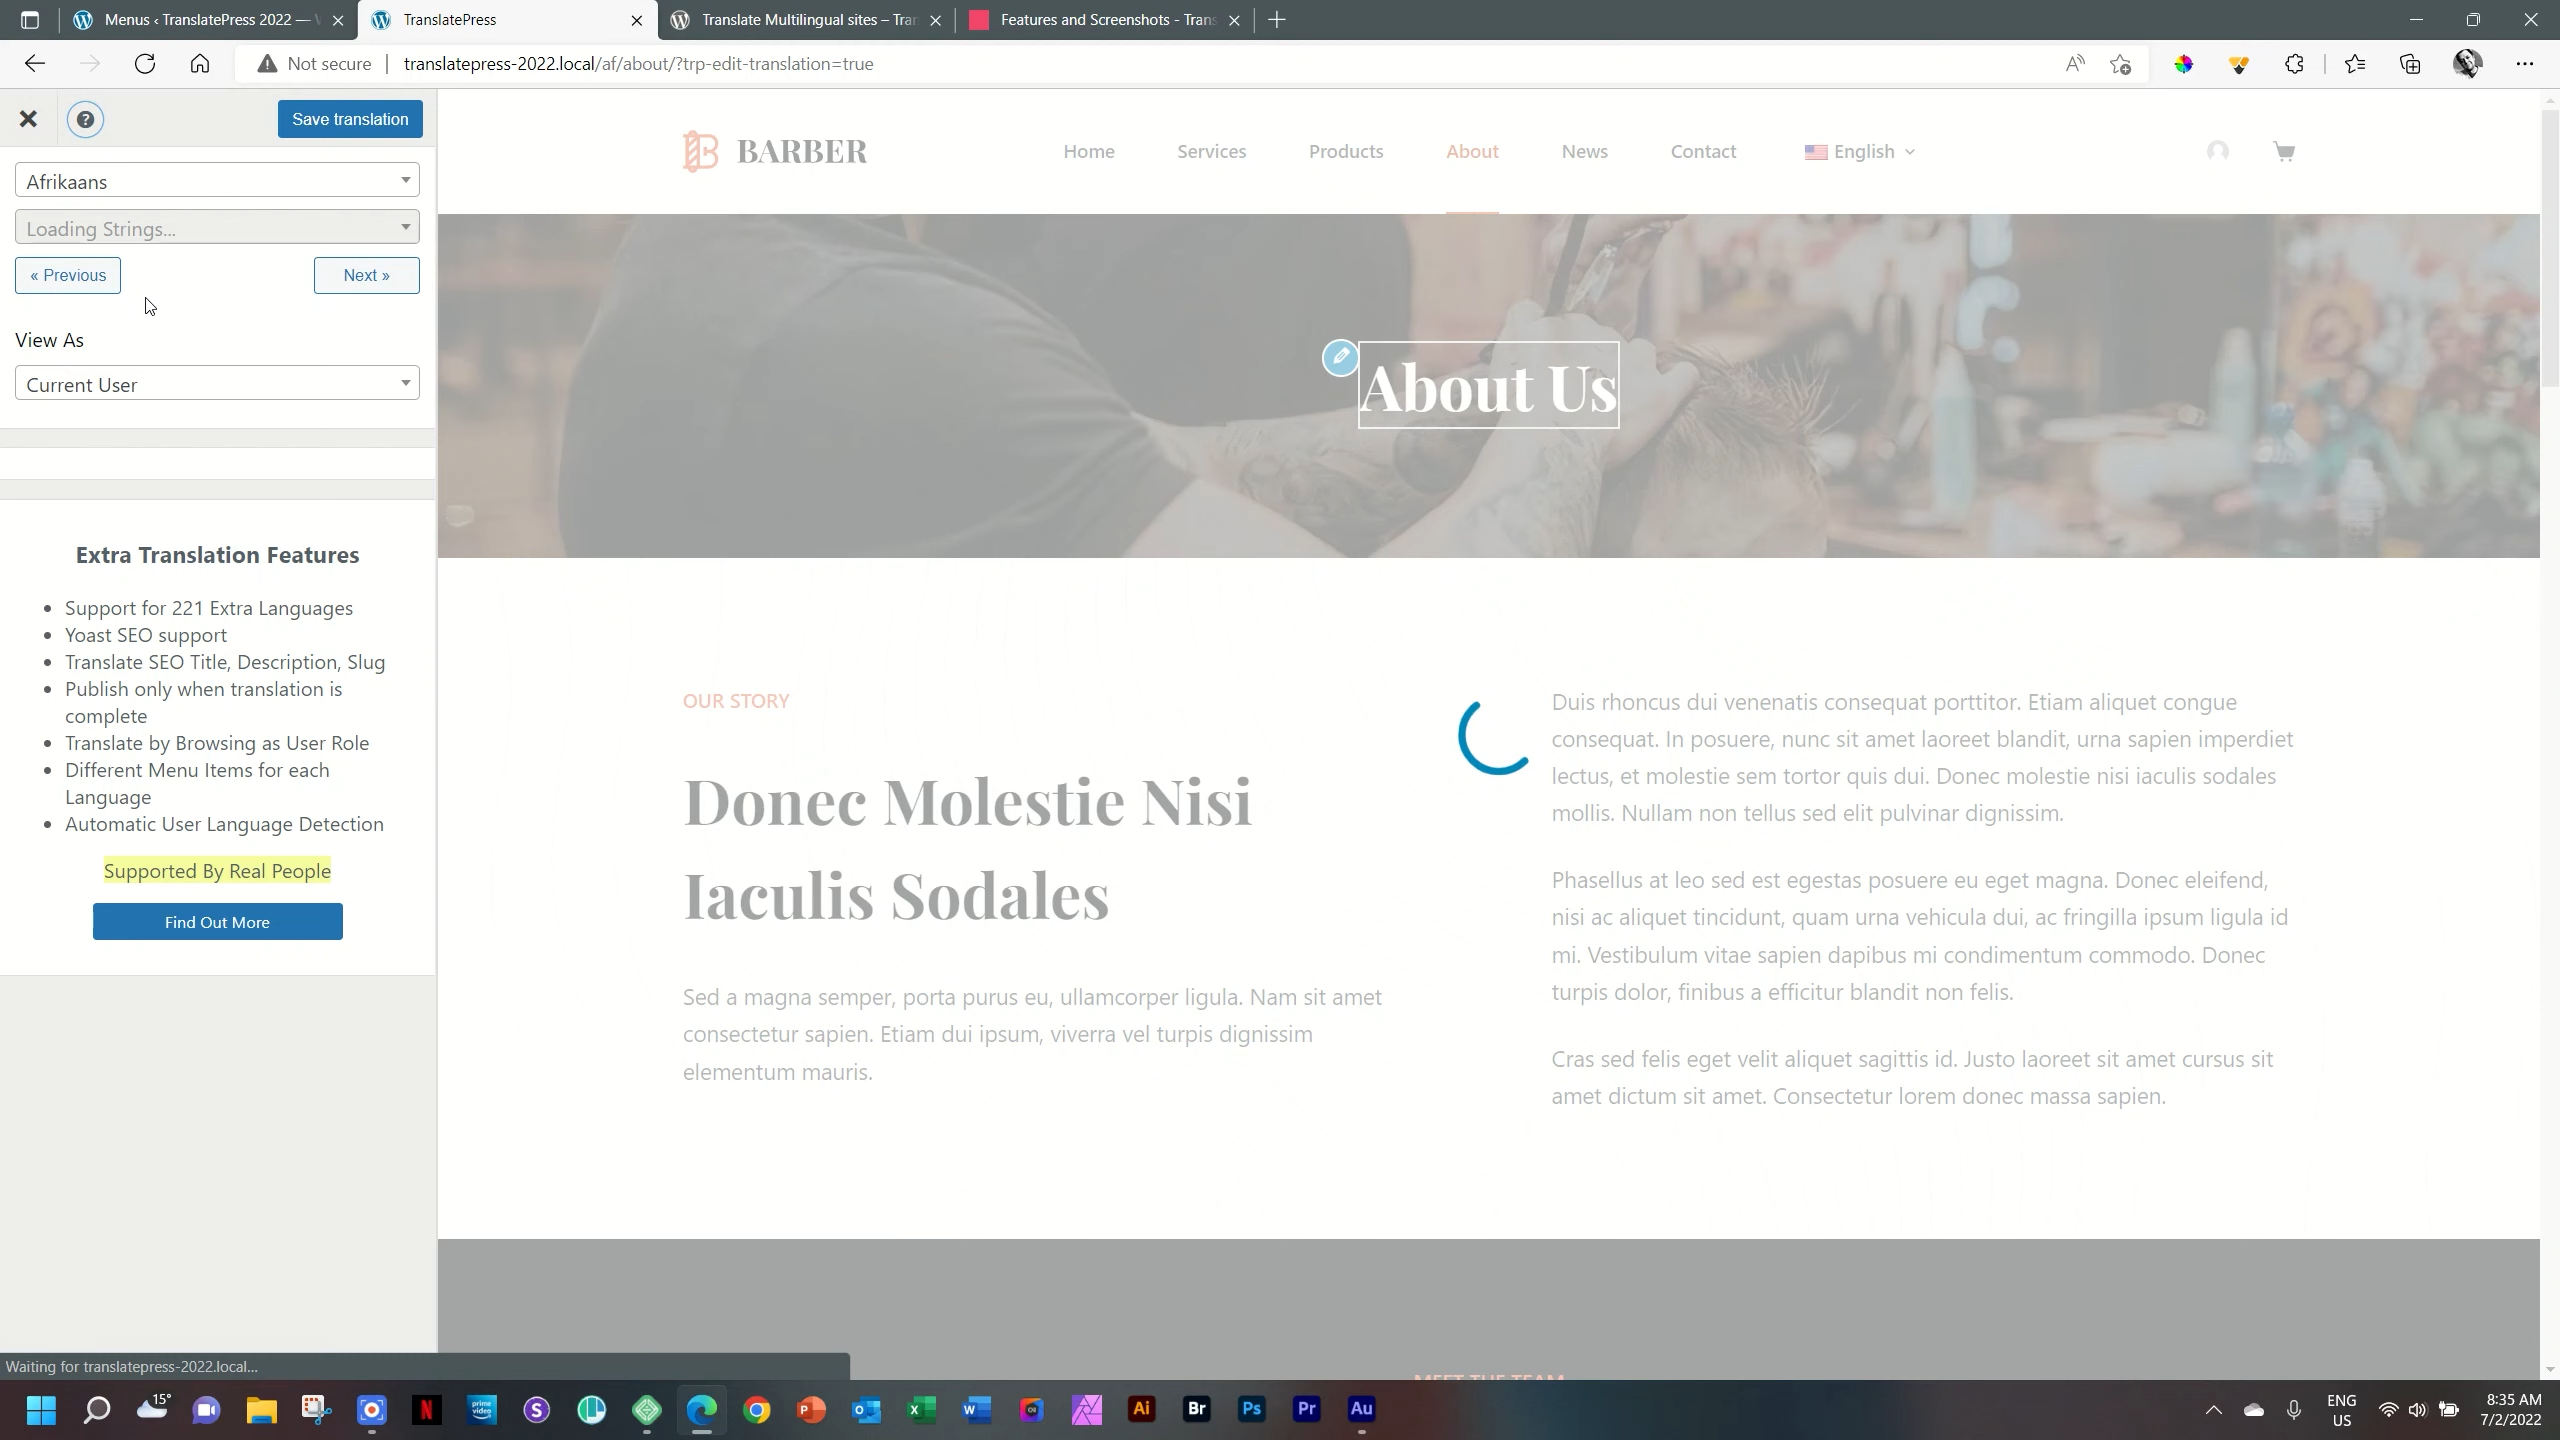 Menus ‹ TranslatePress 2022 —
TranslatePress
Translate Multilingual sites – Tran
Features and Screenshots - Trans
Not secure
translatepress-2022.local/af/about/?trp-edit-translation=true
Save translation
Afrikaans
Loading Strings...
« Previous
Next »
View As
Current User
Extra Translation Features
• Support for 221 Extra Languages
• Yoast SEO support
• Translate SEO Title, Description, Slug
• Publish only when translation is
complete
• Translate by Browsing as User Role
• Different Menu Items for each
Language
• Automatic User Language Detection
Supported By Real People
Find Out More
BARBER
Home
Services
Products
About
News
Contact
English
About Us
OUR STORY
Donec Molestie Nisi
Iaculis Sodales
Sed a magna semper, porta purus eu, ullamcorper ligula. Nam sit amet
consectetur sapien. Etiam dui ipsum, viverra vel turpis dignissim
elementum mauris.
Duis rhoncus dui venenatis consequat porttitor. Etiam aliquet congue
consequat. In posuere, nunc sit amet laoreet blandit, urna sapien imperdiet
lectus, et molestie sem tortor quis dui. Donec molestie nisi iaculis sodales
mollis. Nullam non tellus sed elit pulvinar dignissim.
Phasellus at leo sed est egestas posuere eu eget magna. Donec eleifend,
nisi ac aliquet tincidunt, quam urna vehicula dui, ac fringilla ipsum ligula id
mi. Vestibulum vitae sapien dapibus mi condimentum commodo. Donec
turpis dolor, finibus a efficitur blandit non felis.
Cras sed felis eget velit aliquet sagittis id. Justo laoreet sit amet cursus sit
amet dictum sit amet. Consectetur lorem donec massa sapien.
MEET THE TEAM
Waiting for translatepress-2022.local...
15°
prime video
S
Ai
Br
Ps
Pr
Au
ENG
US
8:35 AM
7/2/2022